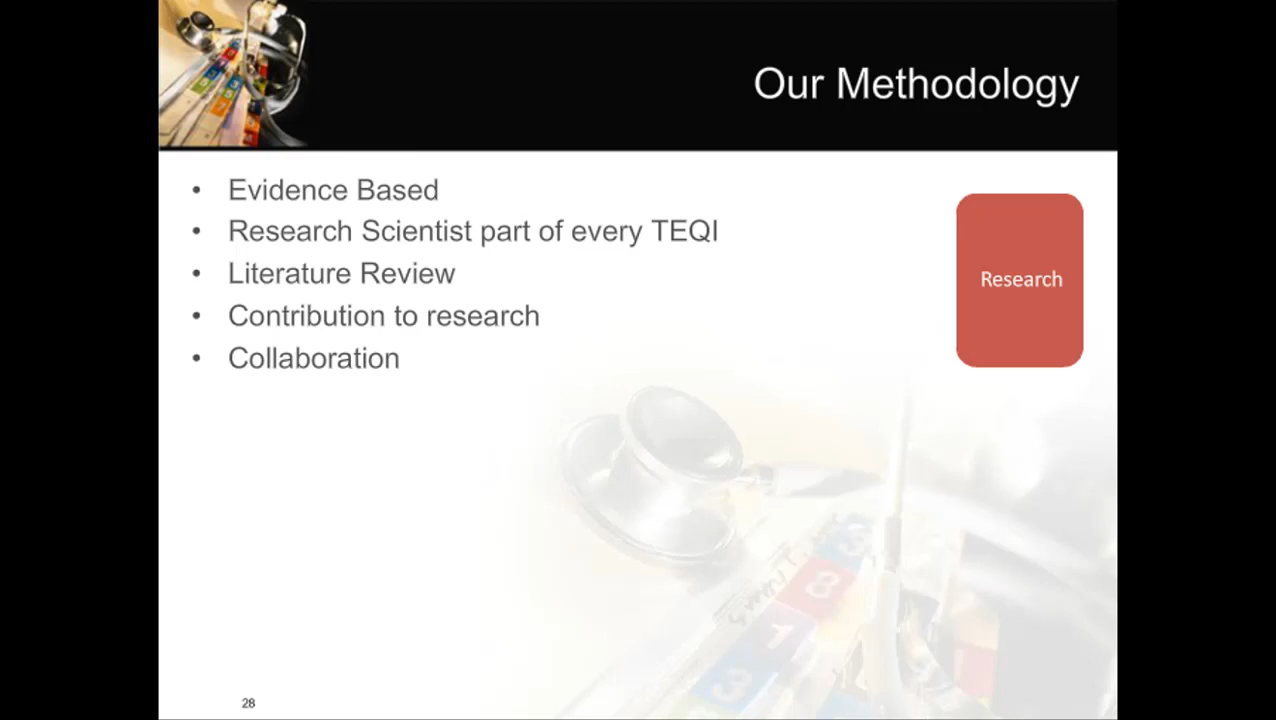 Our Methodology
• Evidence Based
• Research Scientist part of every TEQI
• Literature Review
• Contribution to research
• Collaboration
Research
28